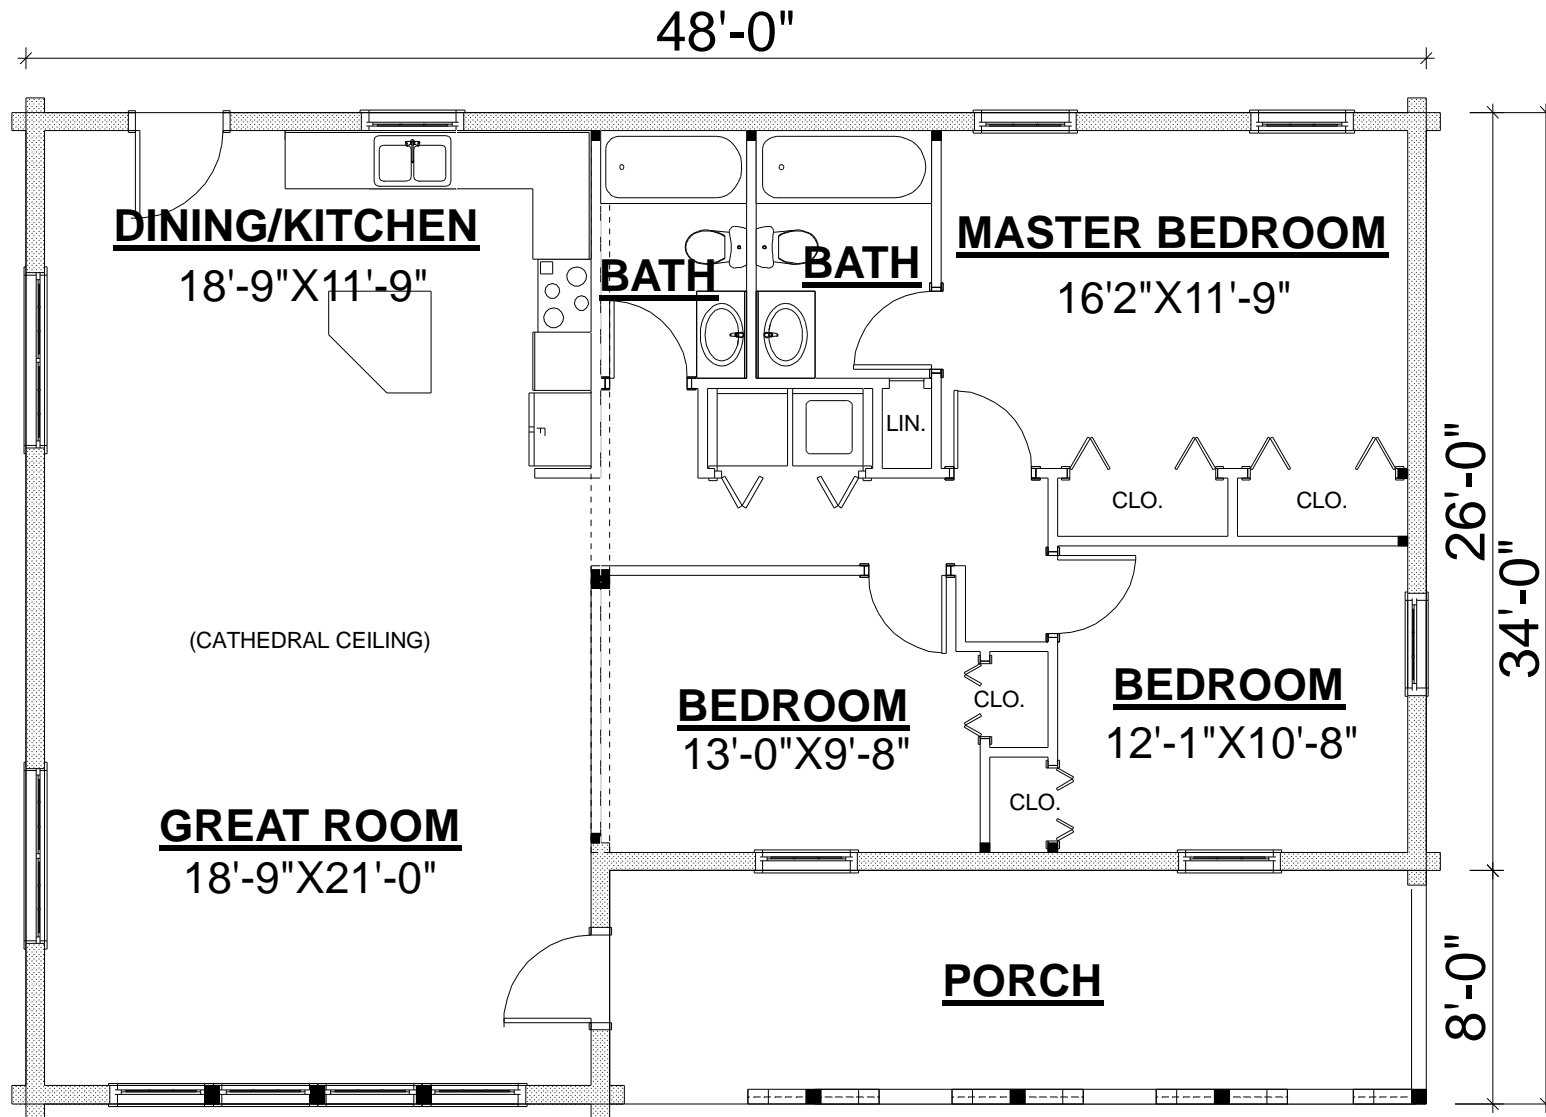 48'-0"
DINING/KITCHEN
18'-9"X11'-9"
BATH
BATH
MASTER BEDROOM
16'2"X11'-9"
LIN.
F
CLO.
CLO.
26'-0"
34'-0"
(CATHEDRAL CEILING)
BEDROOM
13'-0"X9'-8"
CLO.
BEDROOM
12'-1"X10'-8"
CLO.
GREAT ROOM
18'-9"X21'-0"
PORCH
8'-0"